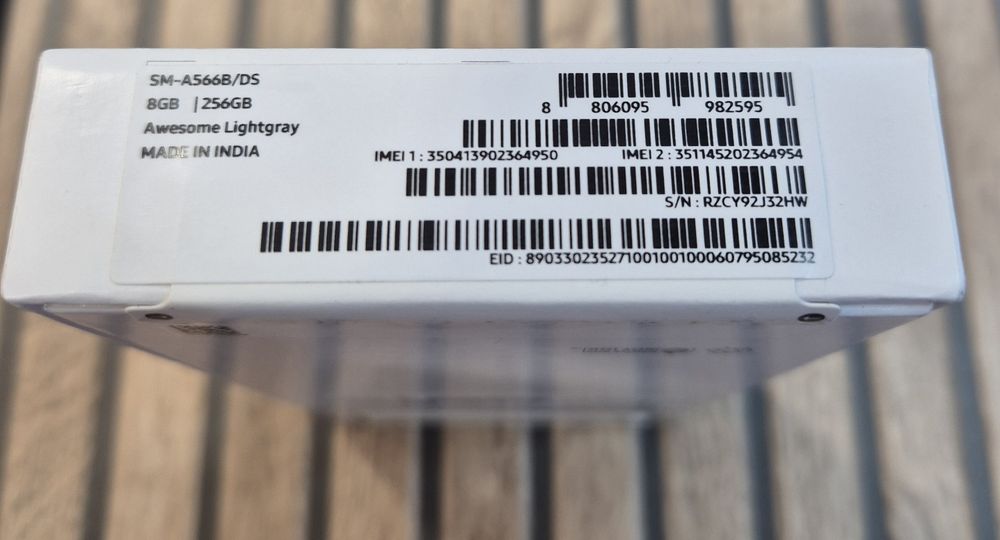 SM-A566B/DS
8GB | 256GB
Awesome Lightgray
MADE IN INDIA
8 806095 982595
IMEI 1 : 350413902364950 IMEI 2 : 351145202364954
S/N : RZCY92J32HW
EID : 89033023527100100100060795085232